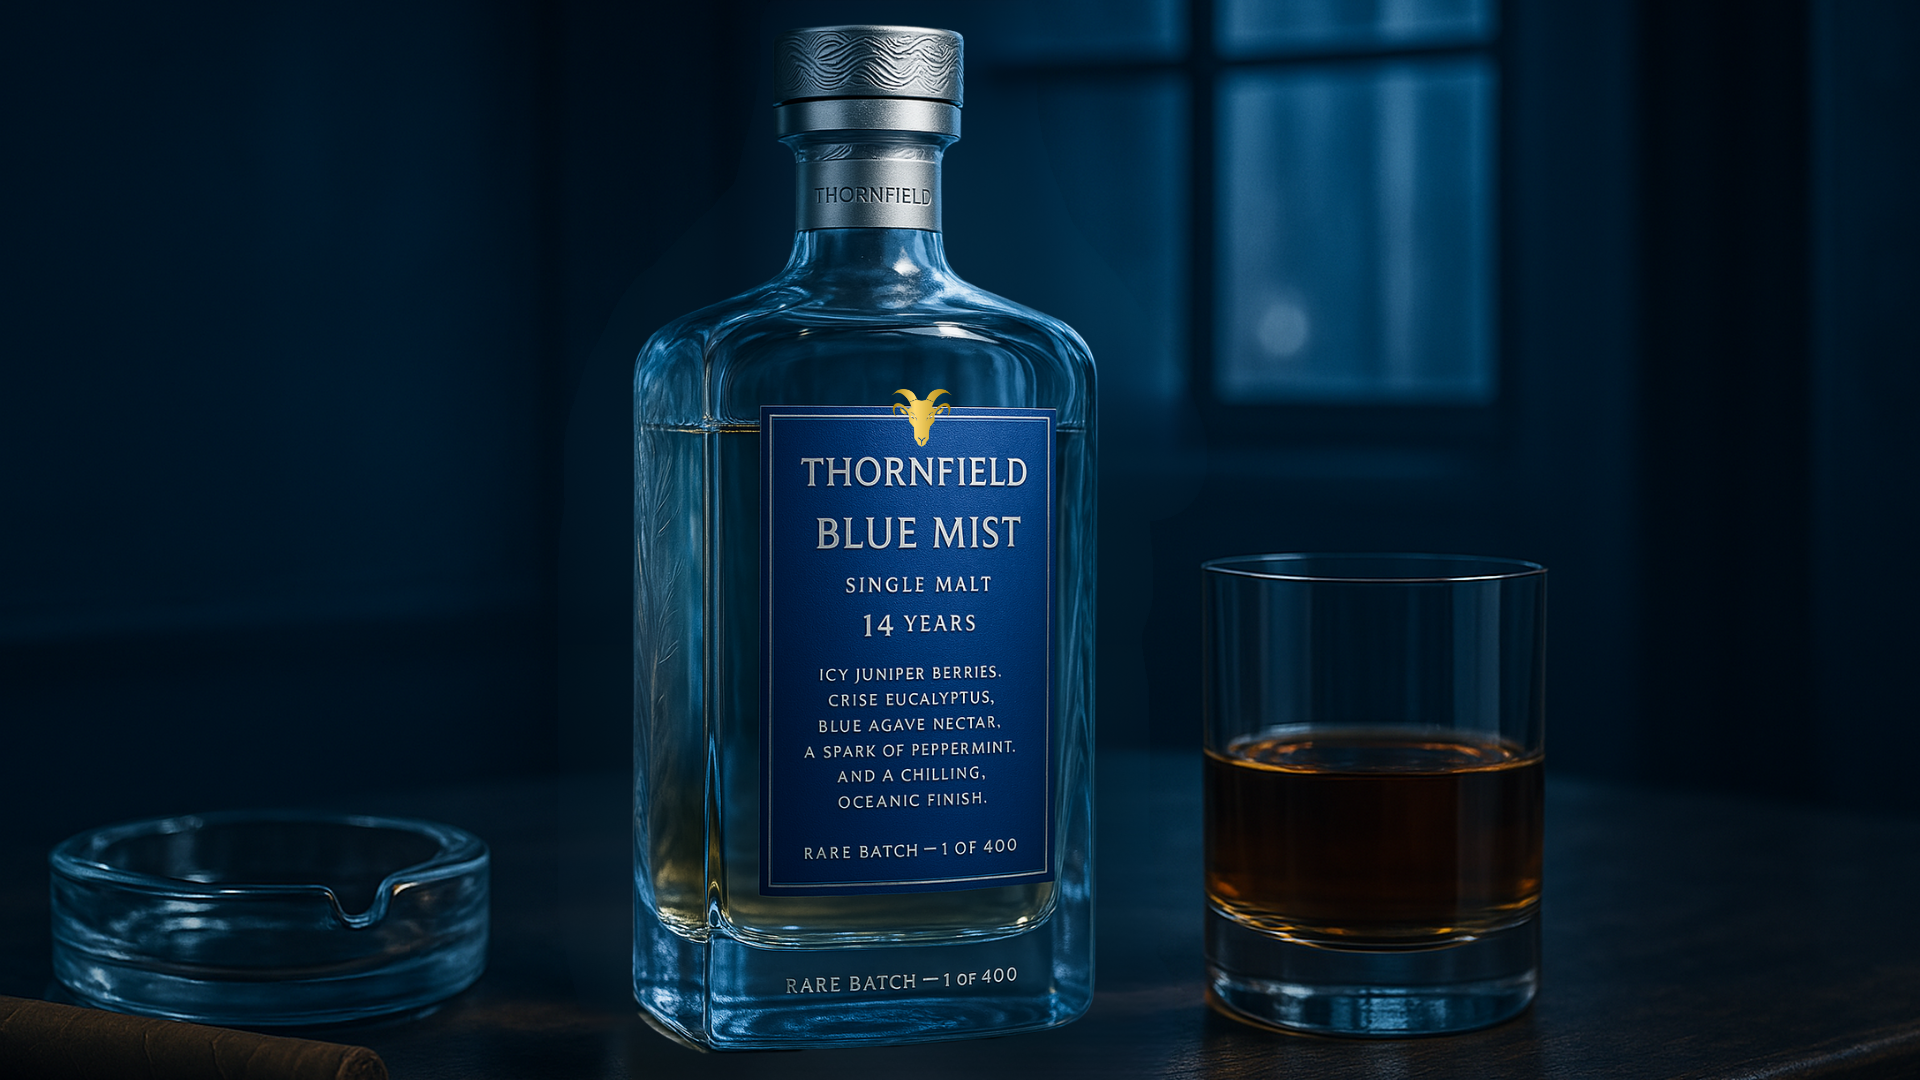 THORNFIELD
THORNFIELD
BLUE MIST
SINGLE MALT
14 YEARS
ICY JUNIPER BERRIES.
CRISE EUCALYPTUS,
BLUE AGAVE NECTAR,
A SPARK OF PEPPERMINT.
AND A CHILLING,
OCEANIC FINISH.
RARE BATCH — 1 OF 400
RARE BATCH — 1 OF 400